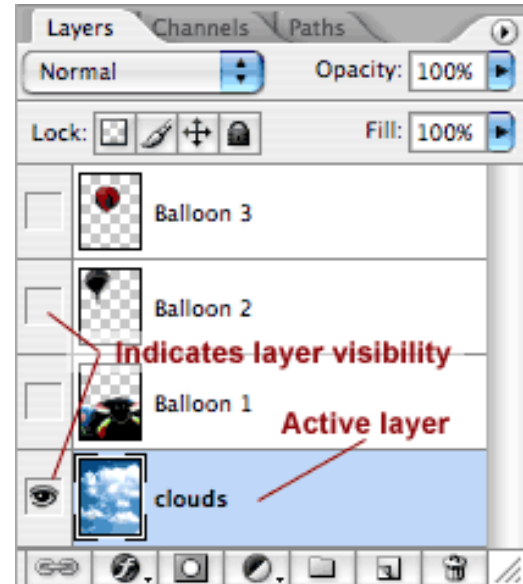 Layers Channels Paths
Normal Opacity: 100%
Lock: Fill: 100%
Balloon 3
Balloon 2
Indicates layer visibility
Balloon 1
Active layer
clouds